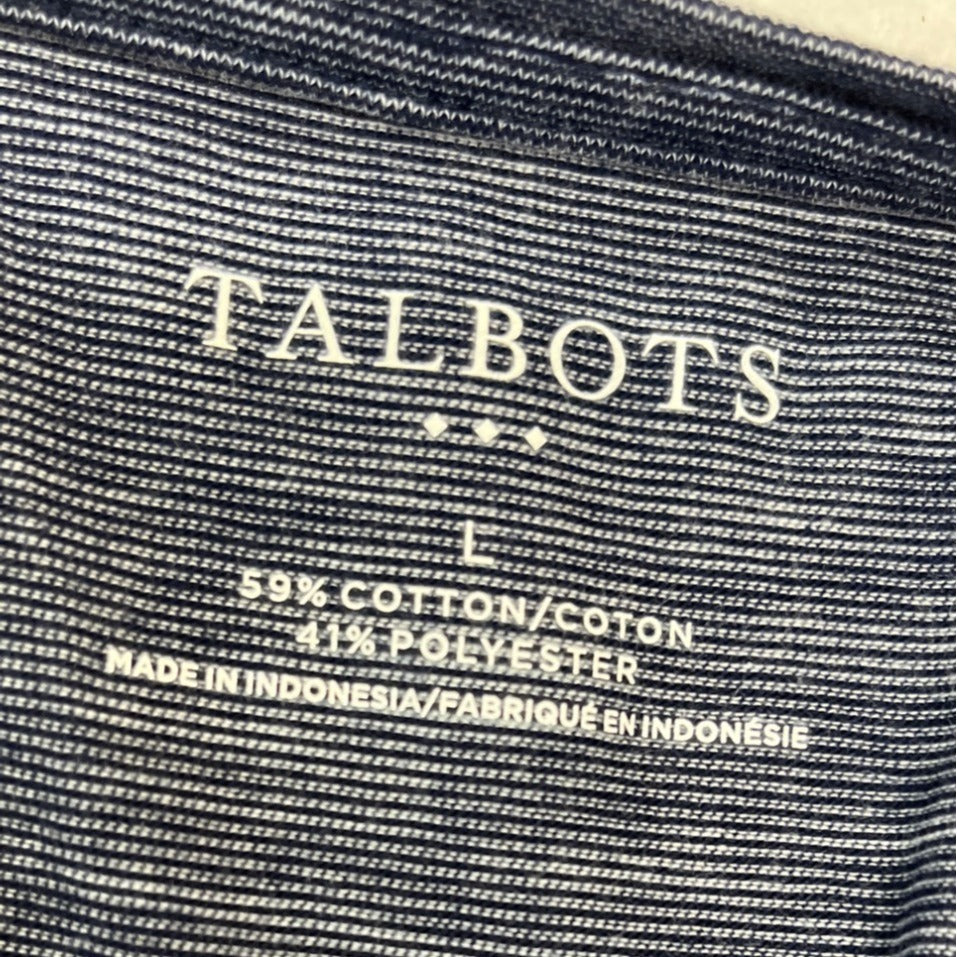 TALBOTS
L
59% COTTON/COTON
41% POLYESTER
MADE IN INDONESIA/FABRIQUÉ EN INDONÉSIE